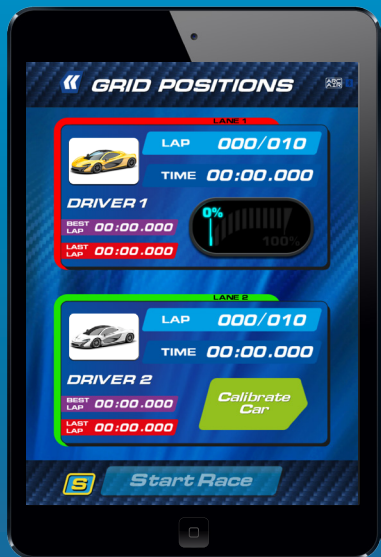 GRID POSITIONS
ARC
AIR
LANE 1
LAP 000/010
TIME 00:00.000
DRIVER 1
0%
100%
BEST LAP 00:00.000
LAST LAP 00:00.000
LANE 2
LAP 000/010
TIME 00:00.000
DRIVER 2
Calibrate
Car
BEST LAP 00:00.000
LAST LAP 00:00.000
S
Start Race